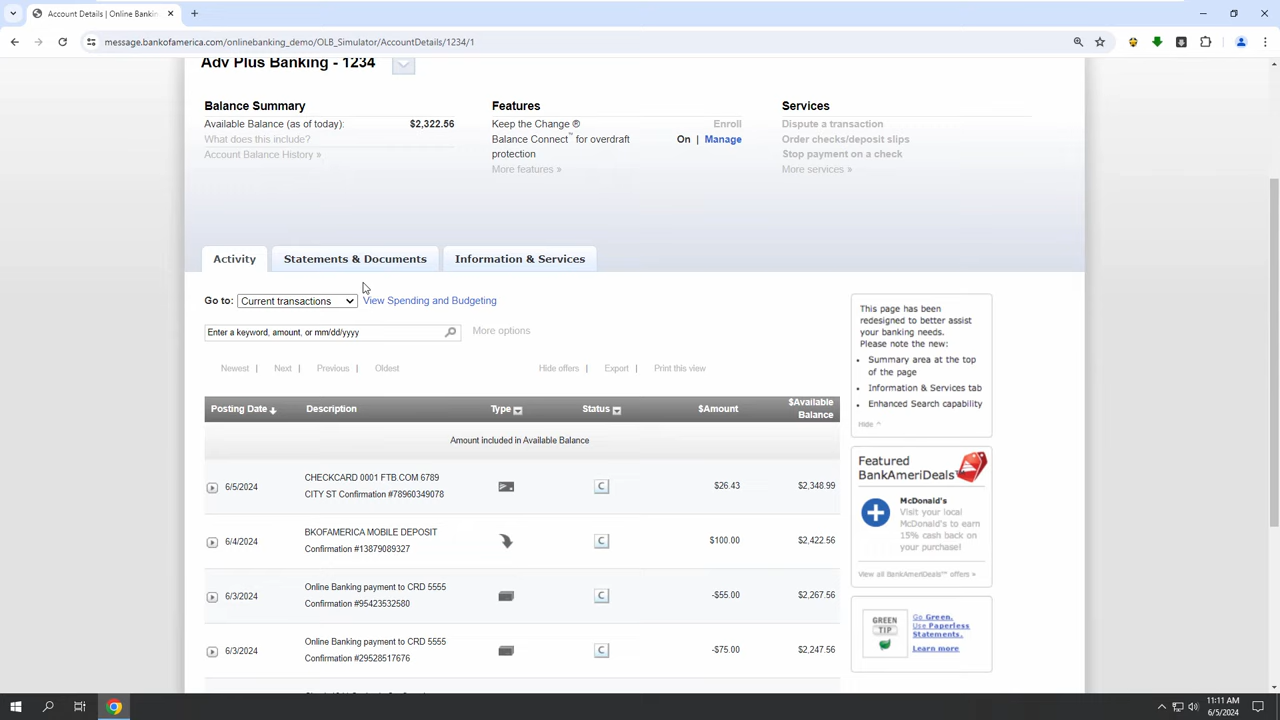 Account Details | Online Bankin
message.bankofamerica.com/onlinebanking_demo/OLB_Simulator/AccountDetails/1234/1
Adv Plus Banking - 1234
Balance Summary
Available Balance (as of today): $2,322.56
What does this include?
Account Balance History »
Features
Keep the Change ® Enroll
Balance Connect™ for overdraft On | Manage
protection
More features »
Services
Dispute a transaction
Order checks/deposit slips
Stop payment on a check
More services »
Activity Statements & Documents Information & Services
Go to: Current transactions View Spending and Budgeting
Enter a keyword, amount, or mm/dd/yyyy More options
Newest | Next | Previous | Oldest Hide offers | Export | Print this view
Posting Date Description Type Status $Amount $Available
Balance
Amount included in Available Balance
6/5/2024 CHECKCARD 0001 FTB.COM 6789 C $26.43 $2,348.99
CITY ST Confirmation #78960349078
6/4/2024 BKOFAMERICA MOBILE DEPOSIT C $100.00 $2,422.56
Confirmation #13879089327
6/3/2024 Online Banking payment to CRD 5555 C -$55.00 $2,267.56
Confirmation #95423532580
6/3/2024 Online Banking payment to CRD 5555 C -$75.00 $2,247.56
Confirmation #29528517676
This page has been
redesigned to better assist
your banking needs.
Please note the new:
• Summary area at the top
of the page
• Information & Services tab
• Enhanced Search capability
Hide ^
Featured
BankAmeriDeals™
McDonald's
Visit your local
McDonald's to earn
15% cash back on
your purchase!
View all BankAmeriDeals™ offers »
GREEN
TIP
Go Green.
Use Paperless
Statements.
Learn more
11:11 AM
6/5/2024